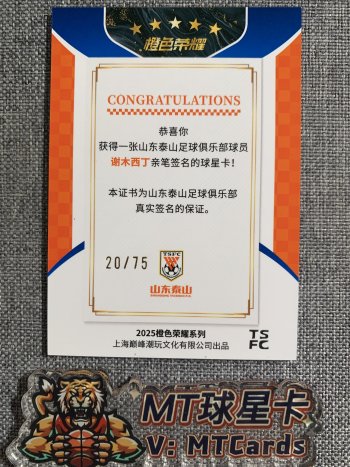 橙色荣耀
CONGRATULATIONS
恭喜你
获得一张山东泰山足球俱乐部球员
谢木西丁亲笔签名的球星卡！
本证书为山东泰山足球俱乐部
真实签名的保证。
20/75
TSFC
山东泰山
2025橙色荣耀系列
上海巅峰潮玩文化有限公司出品
TS
FC
MT球星卡
V: MTCards